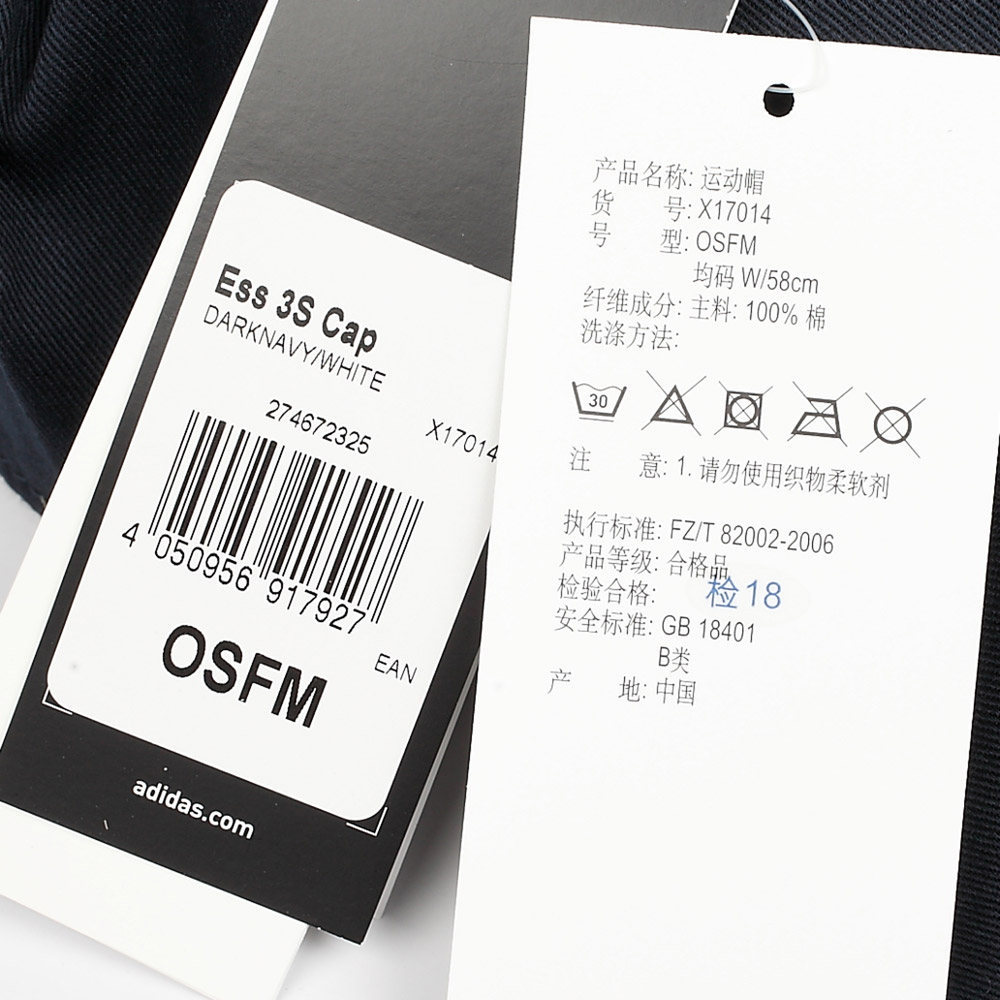 Ess 3S Cap
DARKNAVY/WHITE
274672325
X17014
4 050956 917927
EAN
OSFM
adidas.com
产品名称: 运动帽
货 号: X17014
号 型: OSFM
均码 W/58cm
纤维成分: 主料: 100% 棉
洗涤方法:
30
注 意: 1. 请勿使用织物柔软剂
执行标准: FZ/T 82002-2006
产品等级: 合格品
检验合格: 检18
安全标准: GB 18401
B类
产 地: 中国